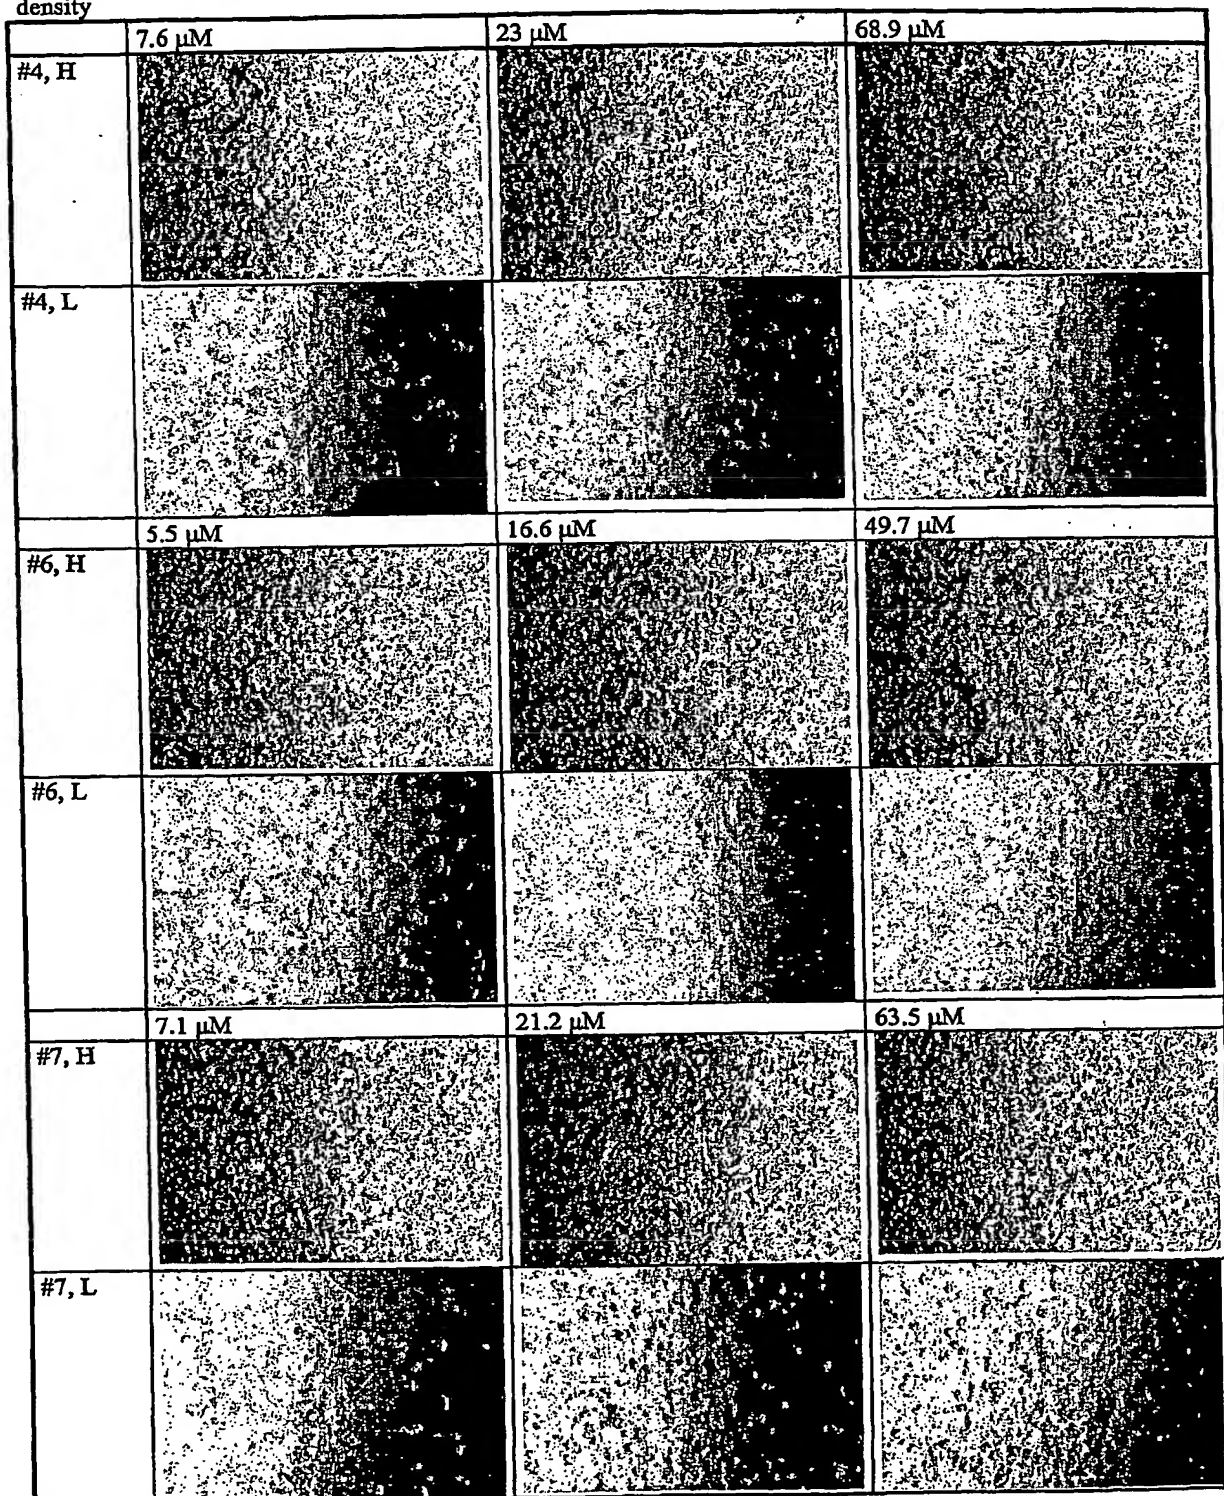 density
7.6 µM 23 µM 68.9 µM
#4, H
#4, L
5.5 µM 16.6 µM 49.7 µM
#6, H
#6, L
7.1 µM 21.2 µM 63.5 µM
#7, H
#7, L